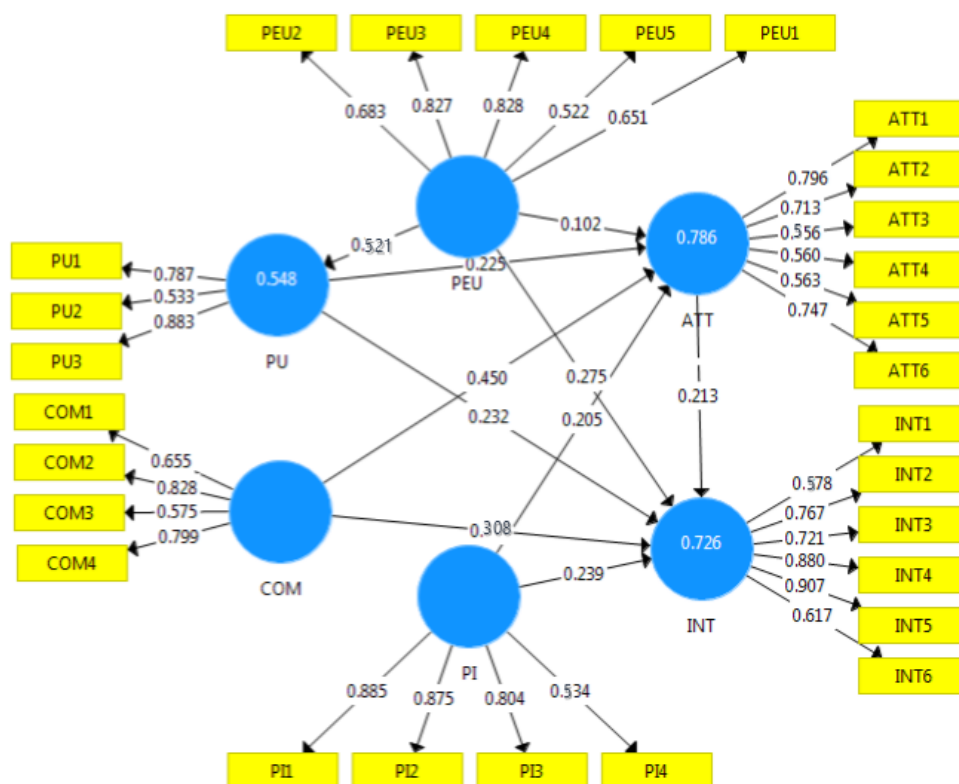 PEU2 PEU3 PEU4 PEU5 PEU1
0.683 0.827 0.828 0.522 0.651
ATT1
ATT2
ATT3
ATT4
ATT5
ATT6
0.796
0.713
0.556
0.560
0.563
0.747
0.102
0.786
0.521
0.225
PEU
ATT
PU1
PU2
PU3
0.787
0.533
0.883
0.548
PU
0.450
0.275
0.232
0.205
0.213
COM1
COM2
COM3
COM4
0.655
0.828
0.575
0.799
COM
0.308
0.239
0.726
INT
INT1
INT2
INT3
INT4
INT5
INT6
0.578
0.767
0.721
0.880
0.907
0.617
PI
0.885 0.875 0.804 0.534
PI1 PI2 PI3 PI4